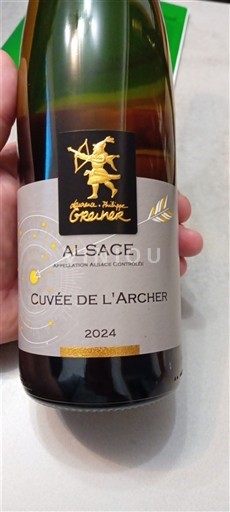 Laurence & Philippe
Greiner
ALSACE
APPELLATION ALSACE CONTRÔLÉE
CUVÉE DE L'ARCHER
2024